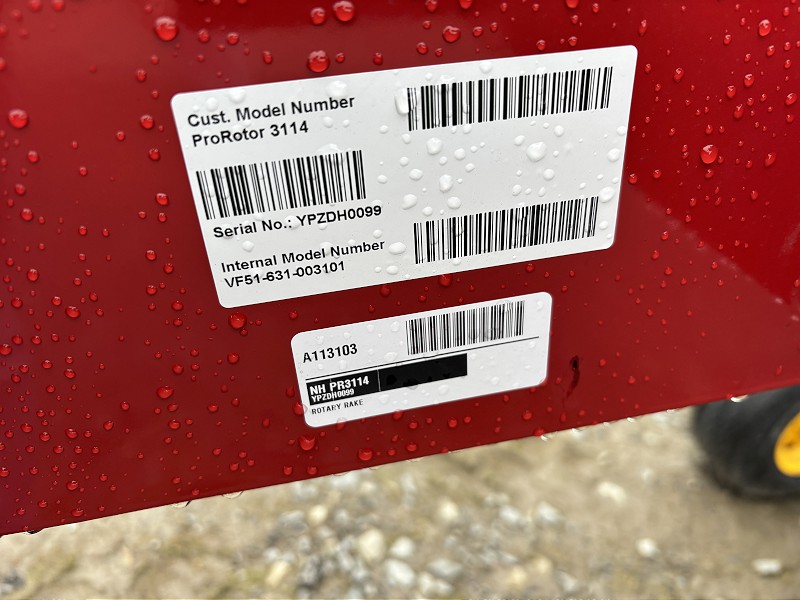 Cust. Model Number
ProRotor 3114
Serial No.: YPZDH0099
Internal Model Number
VF51-631-003101
A113103
NH PR3114
YPZDH0099
ROTARY RAKE